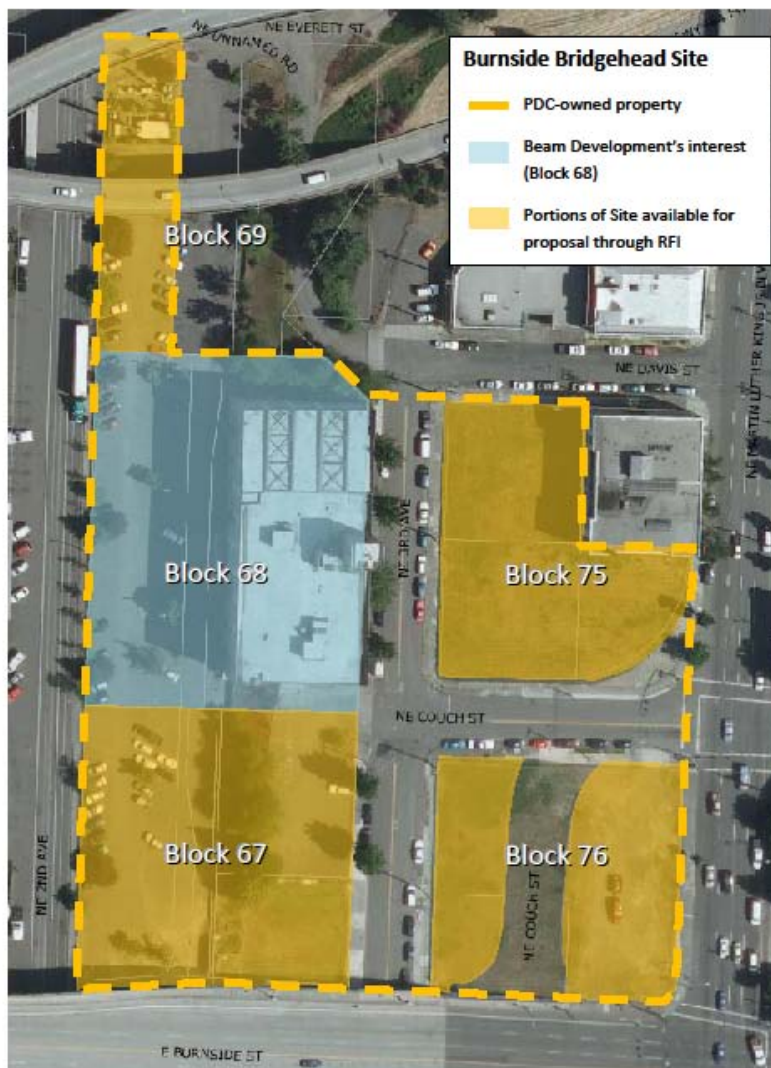 NE EVERETT ST
NE UNNAMED RD
Burnside Bridgehead Site
PDC-owned property
Beam Development's interest
(Block 68)
Portions of Site available for
proposal through RFI
Block 69
NE DAVIS ST
NE MARTIN LUTHER KING JR BLV
NE 3RD AVE
Block 68
Block 75
NE COUCH ST
Block 67
Block 76
NE COUCH ST
NE 2ND AVE
E BURNSIDE ST